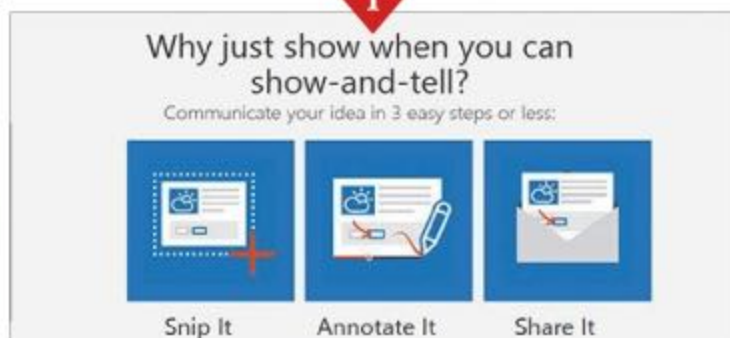 1
Why just show when you can
show-and-tell?
Communicate your idea in 3 easy steps or less:
Snip It Annotate It Share It